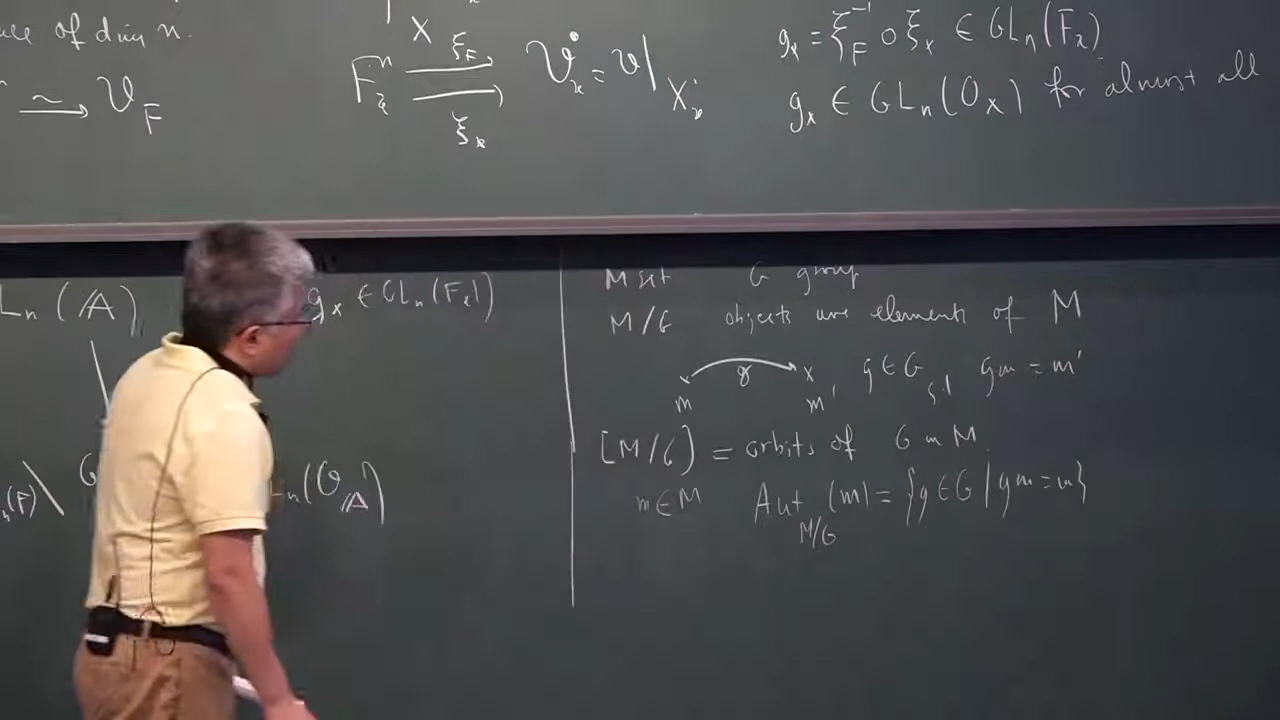 of dim n.
∼→ 𝒱_F
X
F_x^n ⇉ 𝒱_x^• = 𝒱|_{X_x^•}
ξ_F
ξ_x
g_x = ξ_F^{-1} ∘ ξ_x ∈ GL_n(F_x)
g_x ∈ GL_n(O_x) for almost all
L_n(𝔸)
g_x ∈ GL_n(F_x)
(F)\ G
L_n(O_𝔸)
M set G group
M/G objects are elements of M
m → m', g ∈ G s.t. gm = m'
[M/G] = orbits of G in M.
m ∈ M Aut_{M/G}(m) = {g ∈ G | gm = m}